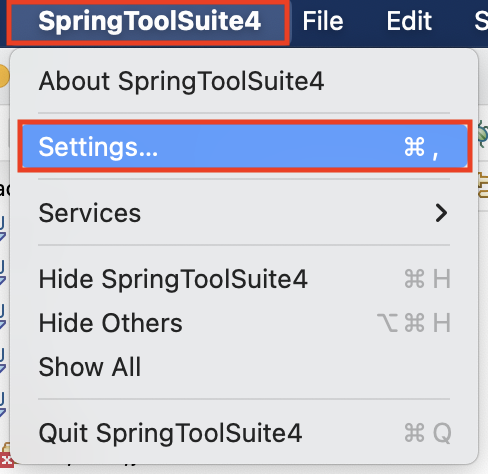 SpringToolSuite4 File Edit S
About SpringToolSuite4
Settings... ⌘ ,
Services
Hide SpringToolSuite4 ⌘ H
Hide Others ⌥ ⌘ H
Show All
Quit SpringToolSuite4 ⌘ Q